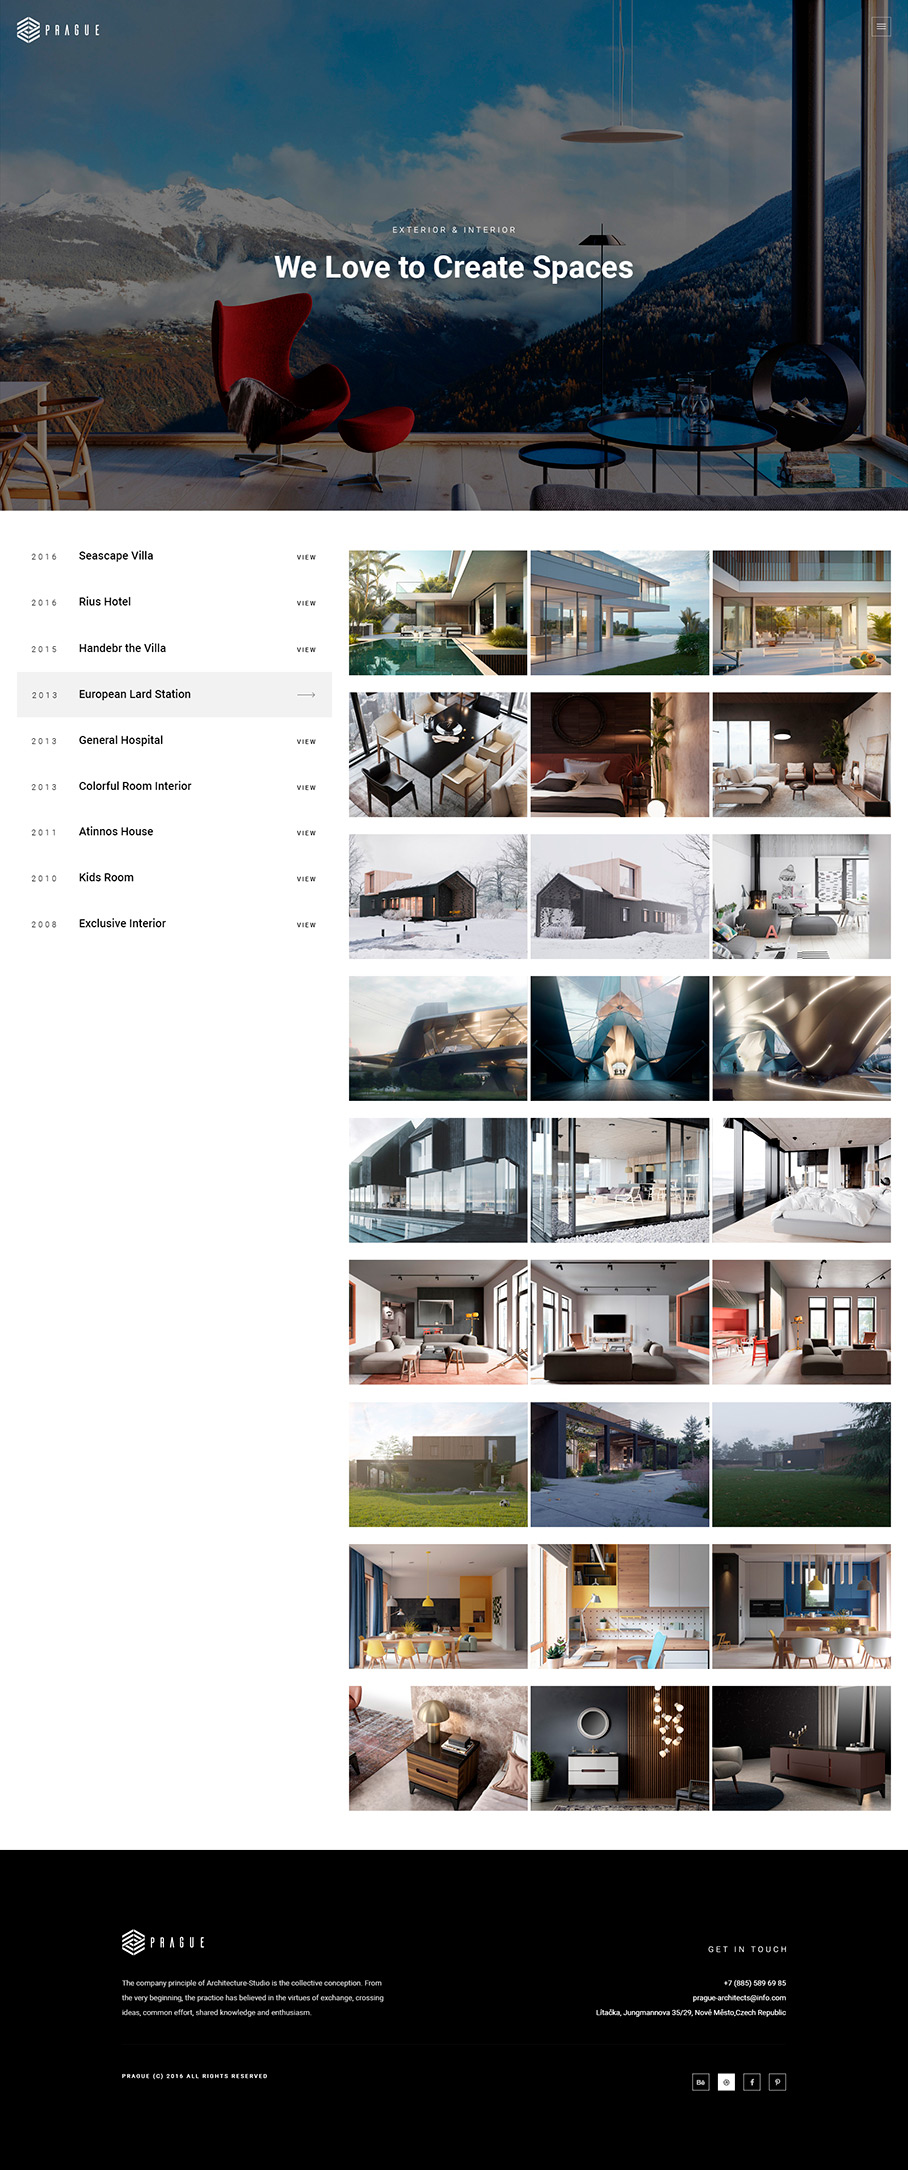 PRAGUE
EXTERIOR & INTERIOR
We Love to Create Spaces
2016 Seascape Villa VIEW
2016 Rius Hotel VIEW
2015 Handebr the Villa VIEW
2013 European Lard Station
2013 General Hospital VIEW
2013 Colorful Room Interior VIEW
2011 Atinnos House VIEW
2010 Kids Room VIEW
2008 Exclusive Interior VIEW
A
PRAGUE
The company principle of Architecture-Studio is the collective conception. From
the very beginning, the practice has believed in the virtues of exchange, crossing
ideas, common effort, shared knowledge and enthusiasm.
GET IN TOUCH
+7 (885) 589 69 85
prague-architects@info.com
Lítačka, Jungmannova 35/29, Nové Město,Czech Republic
PRAGUE (C) 2016 ALL RIGHTS RESERVED
Bē
f